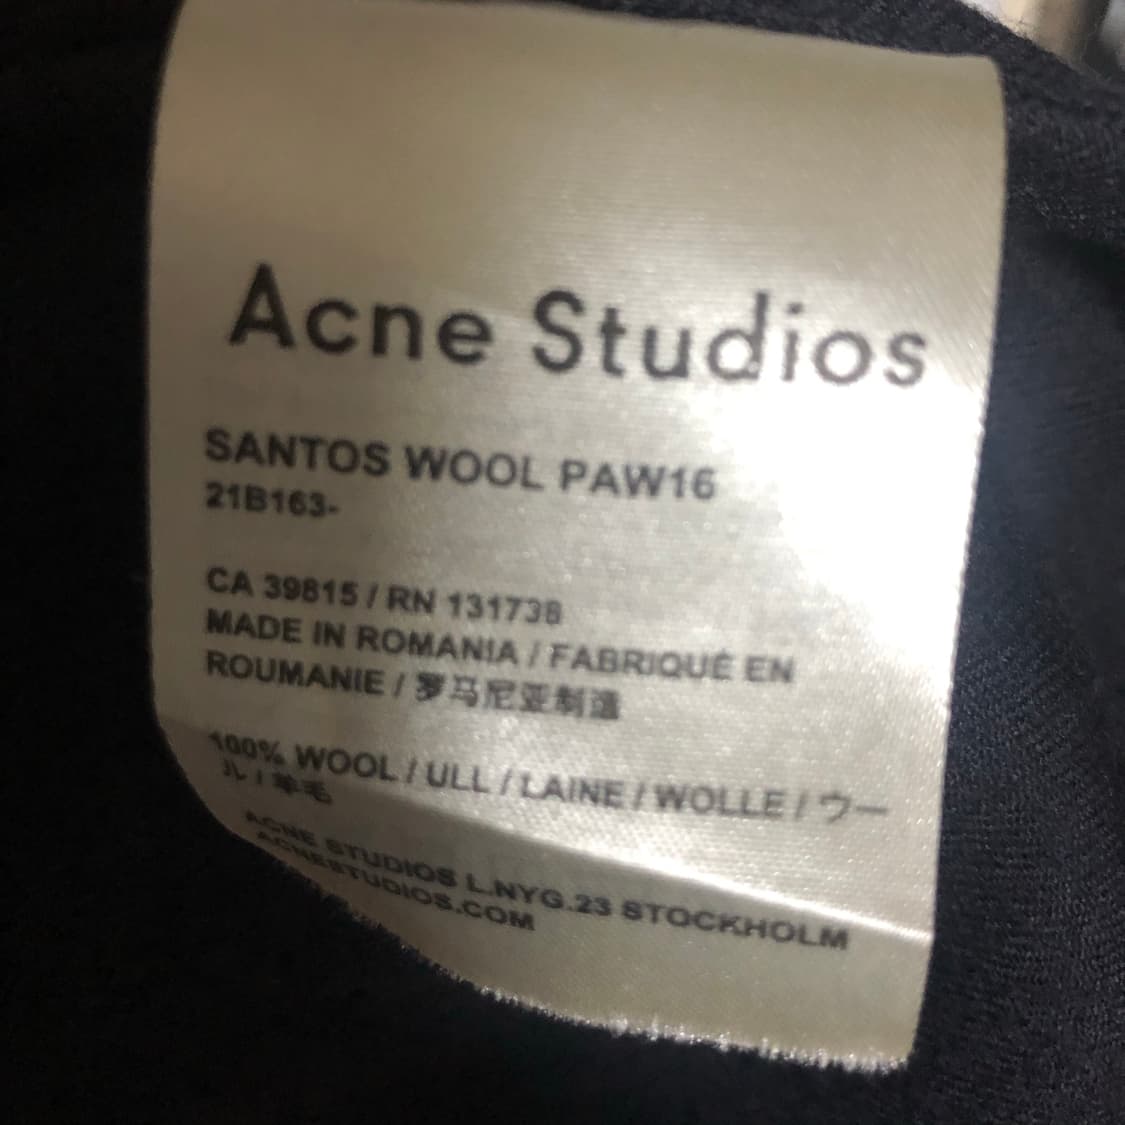 Acne Studios
SANTOS WOOL PAW16
21B163-
CA 39815 / RN 131738
MADE IN ROMANIA / FABRIQUÉ EN
ROUMANIE / 罗马尼亚制造
100% WOOL / ULL / LAINE / WOLLE / ウー
ル / 羊毛
ACNE STUDIOS L.NYG.23 STOCKHOLM
ACNESTUDIOS.COM